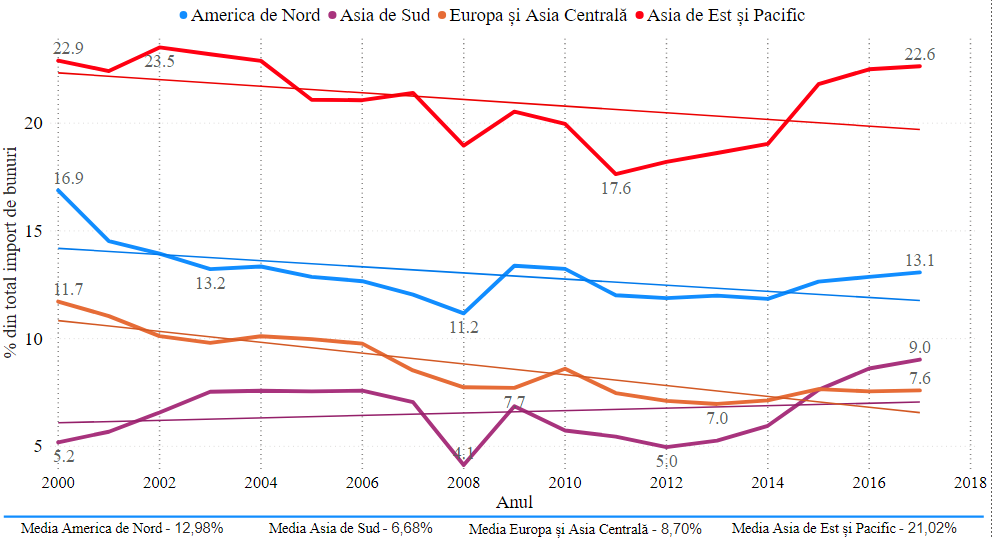 America de Nord Asia de Sud Europa și Asia Centrală Asia de Est și Pacific
% din total import de bunuri
22.9 23.5 22.6
20
17.6
16.9
15
13.2 13.1
11.7 11.2
10
9.0
7.7 7.0 7.6
5
5.2 4.1 5.0
2000 2002 2004 2006 2008 2010 2012 2014 2016 2018
Anul
Media America de Nord - 12,98% Media Asia de Sud - 6,68% Media Europa și Asia Centrală - 8,70% Media Asia de Est și Pacific - 21,02%